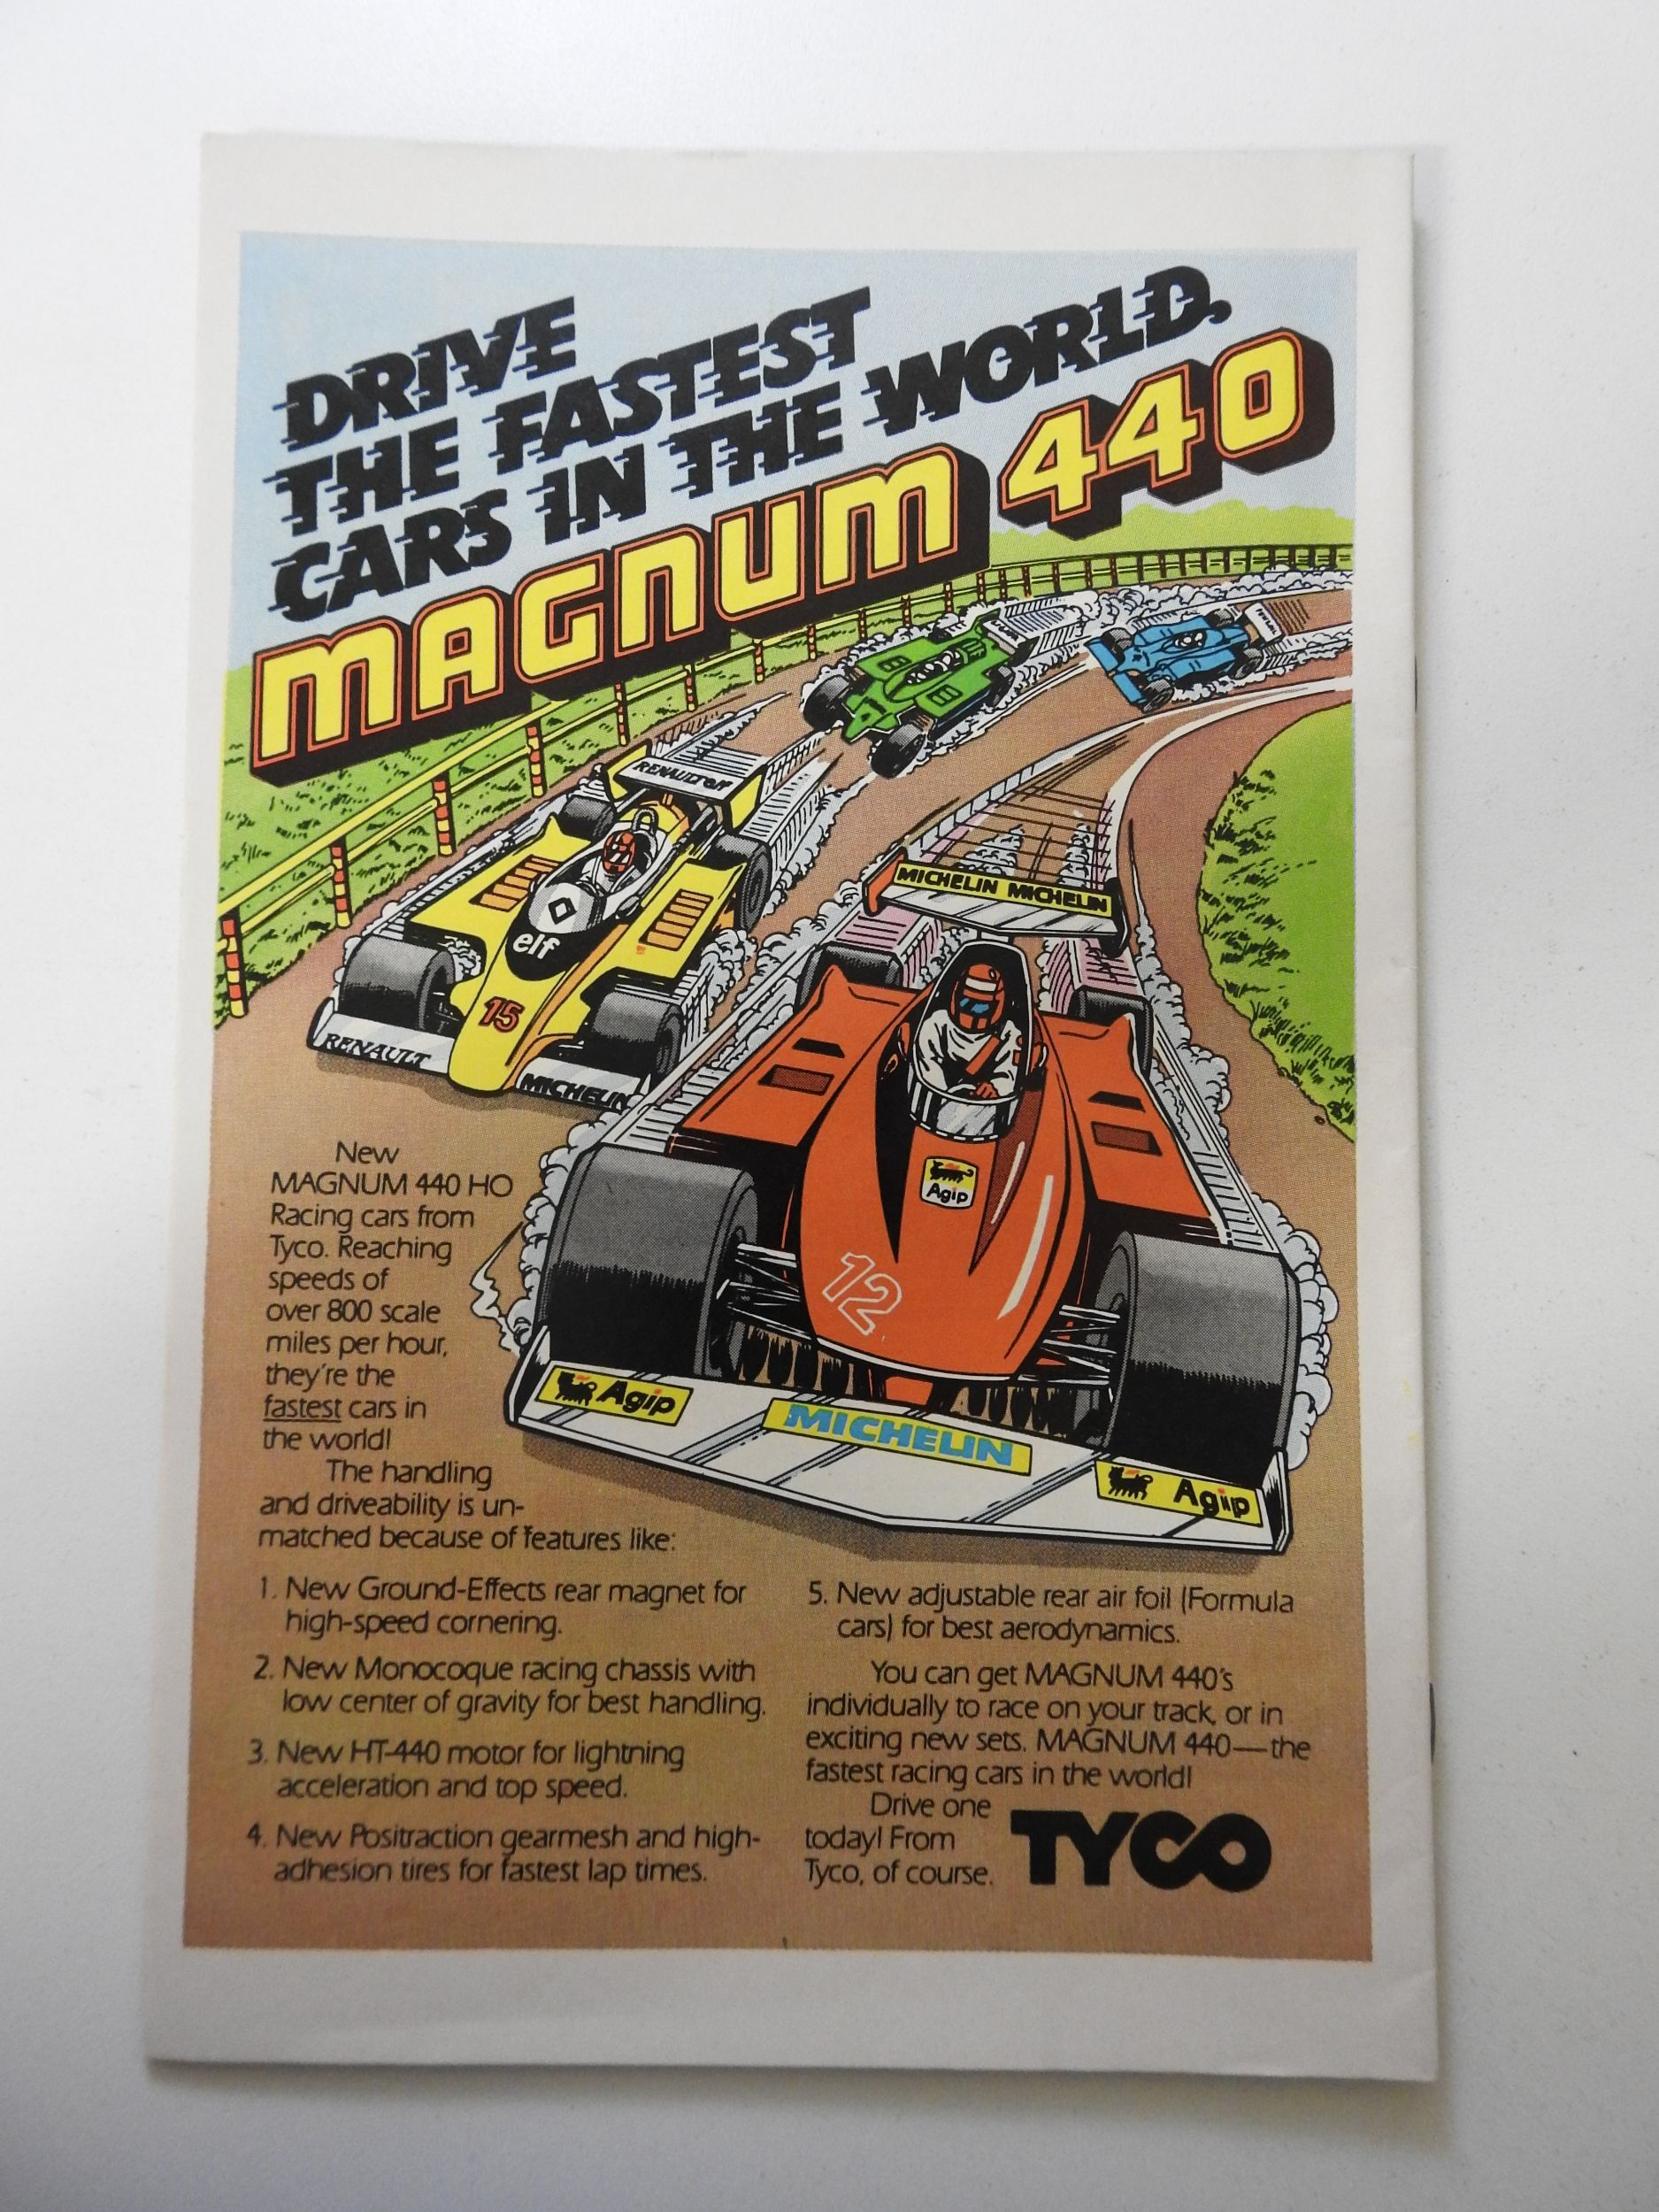 DRIVE
THE FASTEST
CARS IN THE WORLD.
MAGNUM 440
RENAULT elf
elf
15
RENAULT
MICHELIN
MICHELIN MICHELIN
Agip
12
Agip
MICHELIN
Agip
New
MAGNUM 440 HO
Racing cars from
Tyco. Reaching
speeds of
over 800 scale
miles per hour,
they're the
fastest cars in
the world!
The handling
and driveability is un-
matched because of features like:
1. New Ground-Effects rear magnet for
high-speed cornering.
2. New Monocoque racing chassis with
low center of gravity for best handling.
3. New HT-440 motor for lightning
acceleration and top speed.
4. New Positraction gearmesh and high-
adhesion tires for fastest lap times.
5. New adjustable rear air foil (Formula
cars) for best aerodynamics.
You can get MAGNUM 440's
individually to race on your track, or in
exciting new sets. MAGNUM 440—the
fastest racing cars in the world!
Drive one
today! From
Tyco, of course.
TYCO